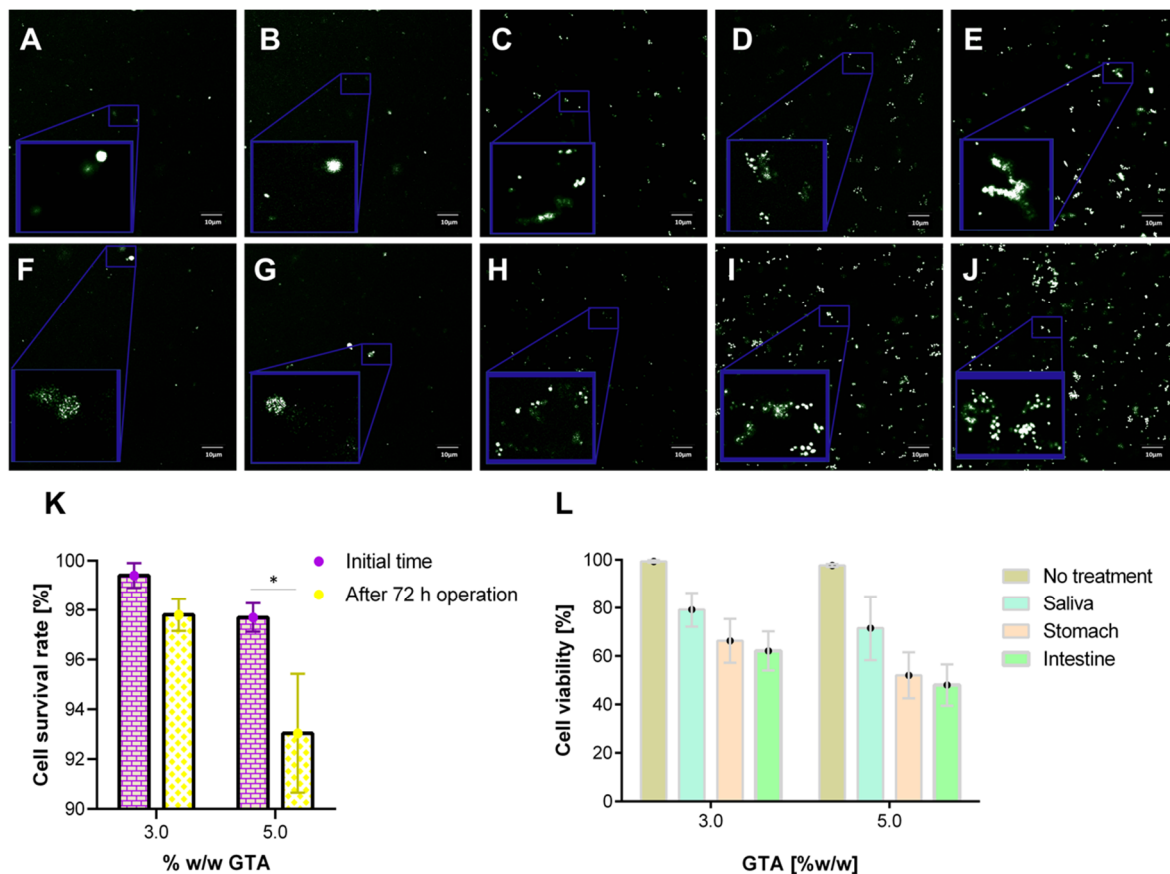 A
B
C
D
E
10µm
10µm
10µm
10µm
10µm
F
G
H
I
J
10µm
10µm
10µm
10µm
10µm
K
Cell survival rate [%]
100
98
96
94
92
90
*
Initial time
After 72 h operation
3.0
5.0
% w/w GTA
L
Cell viability [%]
100
80
60
40
20
0
No treatment
Saliva
Stomach
Intestine
3.0
5.0
GTA [%w/w]